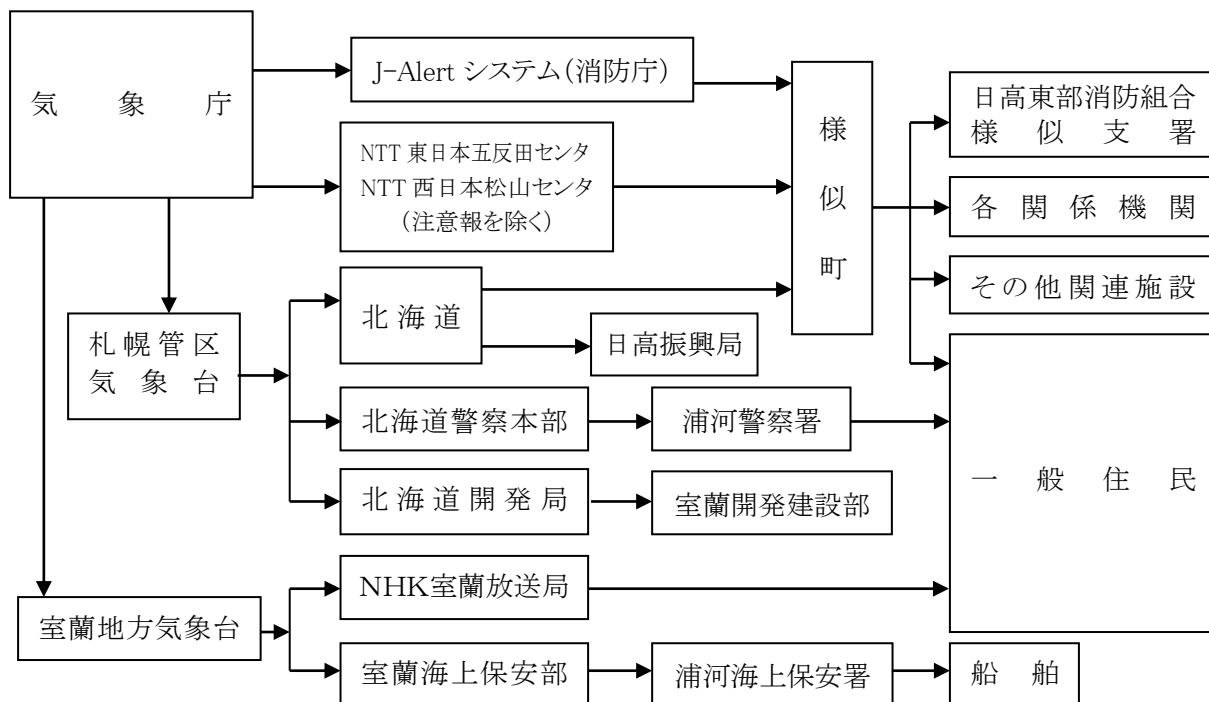 気象庁
J-Alert システム(消防庁)
NTT 東日本五反田センタ
NTT 西日本松山センタ
(注意報を除く)
様似町
日高東部消防組合
様似支署
各関係機関
その他関連施設
札幌管区
気象台
北海道
日高振興局
北海道警察本部
浦河警察署
北海道開発局
室蘭開発建設部
一般住民
室蘭地方気象台
NHK室蘭放送局
室蘭海上保安部
浦河海上保安署
船舶